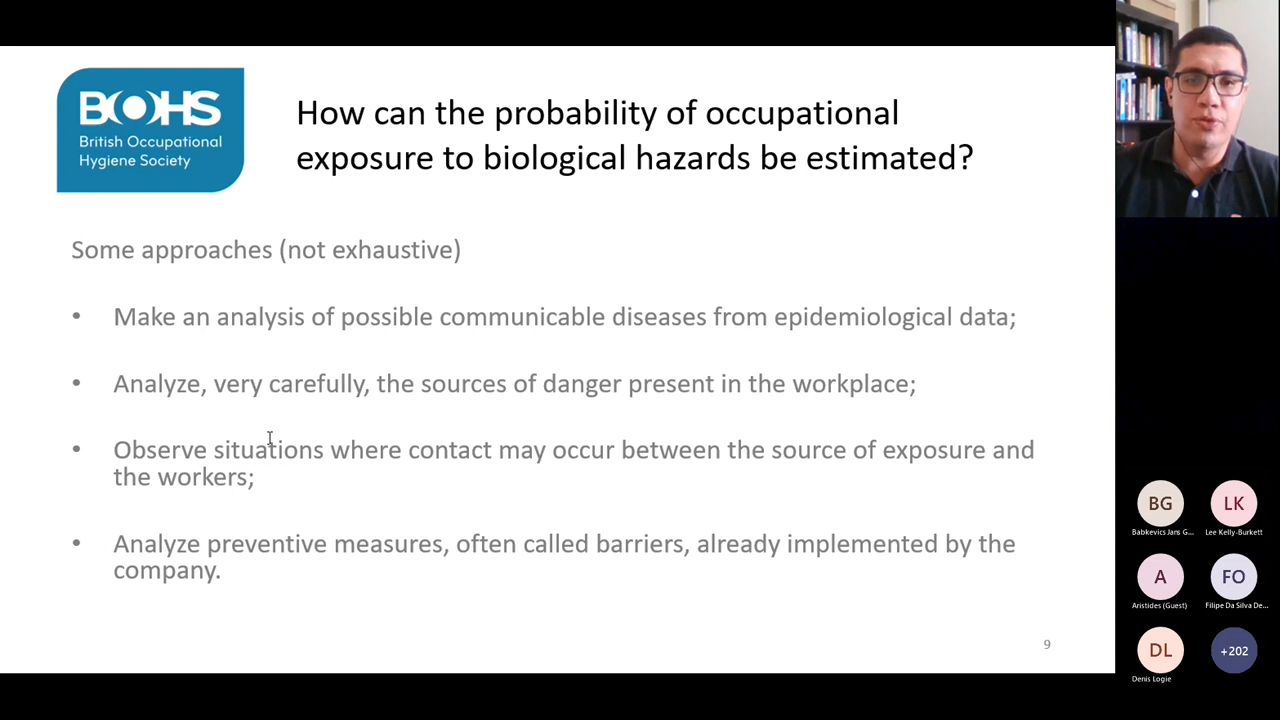 BOHS
British Occupational
Hygiene Society
How can the probability of occupational
exposure to biological hazards be estimated?
Some approaches (not exhaustive)
• Make an analysis of possible communicable diseases from epidemiological data;
• Analyze, very carefully, the sources of danger present in the workplace;
• Observe situations where contact may occur between the source of exposure and
the workers;
• Analyze preventive measures, often called barriers, already implemented by the
company.
9
BG
LK
Babkevics Jans G...
Lee Kelly-Burkett
A
FO
Aristides (Guest)
Filipe Da Silva De...
DL
+202
Denis Logie